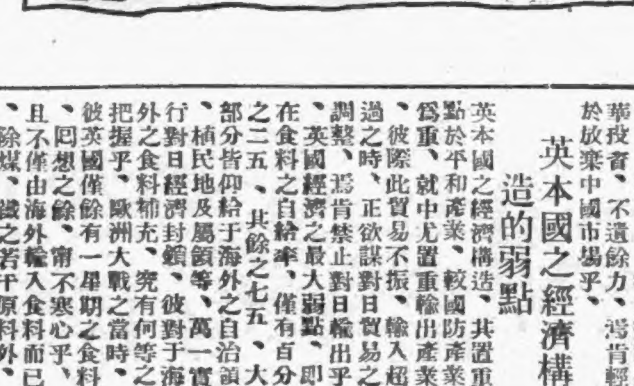 華投者、不遺餘力、焉肯輕
於放棄中國市場乎、
英本國之經濟構
造的弱點
英本國之經濟構造、其置重
點於平和產業、較國防產業
爲重、就中尤置重輸出產業
、彼際此貿易不振、輸入超
過之時、正欲謀對日貿易之
調整、焉肯禁止對日輸出乎
、英國經濟之最大弱點、即
在食料之自給率、僅有百分
之二五、其餘之七五、大
部分皆仰給于海外之自治領
、植民地及屬領等、萬一實
行對日經濟封鎖、彼對于海
外之食料補充、究有何等之
把握乎、歐洲大戰之當時、
彼英國僅餘有一星期之食料
、囘想之餘、甯不寒心乎、
且不僅由海外輸入食料而已
、除煤、鐵之若干原料外、